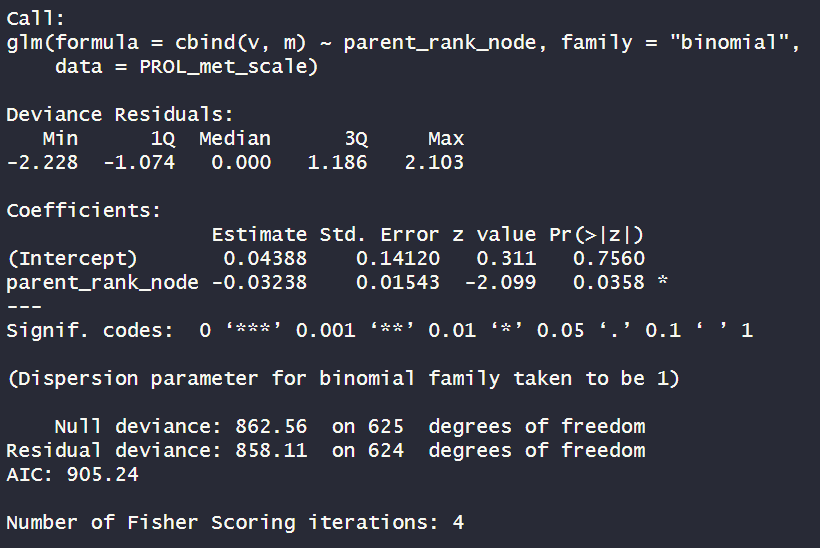 Call:
glm(formula = cbind(v, m) ~ parent_rank_node, family = "binomial",
    data = PROL_met_scale)

Deviance Residuals:
   Min      1Q  Median      3Q     Max
-2.228  -1.074   0.000   1.186   2.103

Coefficients:
                 Estimate Std. Error z value Pr(>|z|)
(Intercept)       0.04388    0.14120   0.311   0.7560
parent_rank_node -0.03238    0.01543  -2.099   0.0358 *
---
Signif. codes:  0 ‘***’ 0.001 ‘**’ 0.01 ‘*’ 0.05 ‘.’ 0.1 ‘ ’ 1

(Dispersion parameter for binomial family taken to be 1)

    Null deviance: 862.56  on 625  degrees of freedom
Residual deviance: 858.11  on 624  degrees of freedom
AIC: 905.24

Number of Fisher Scoring iterations: 4